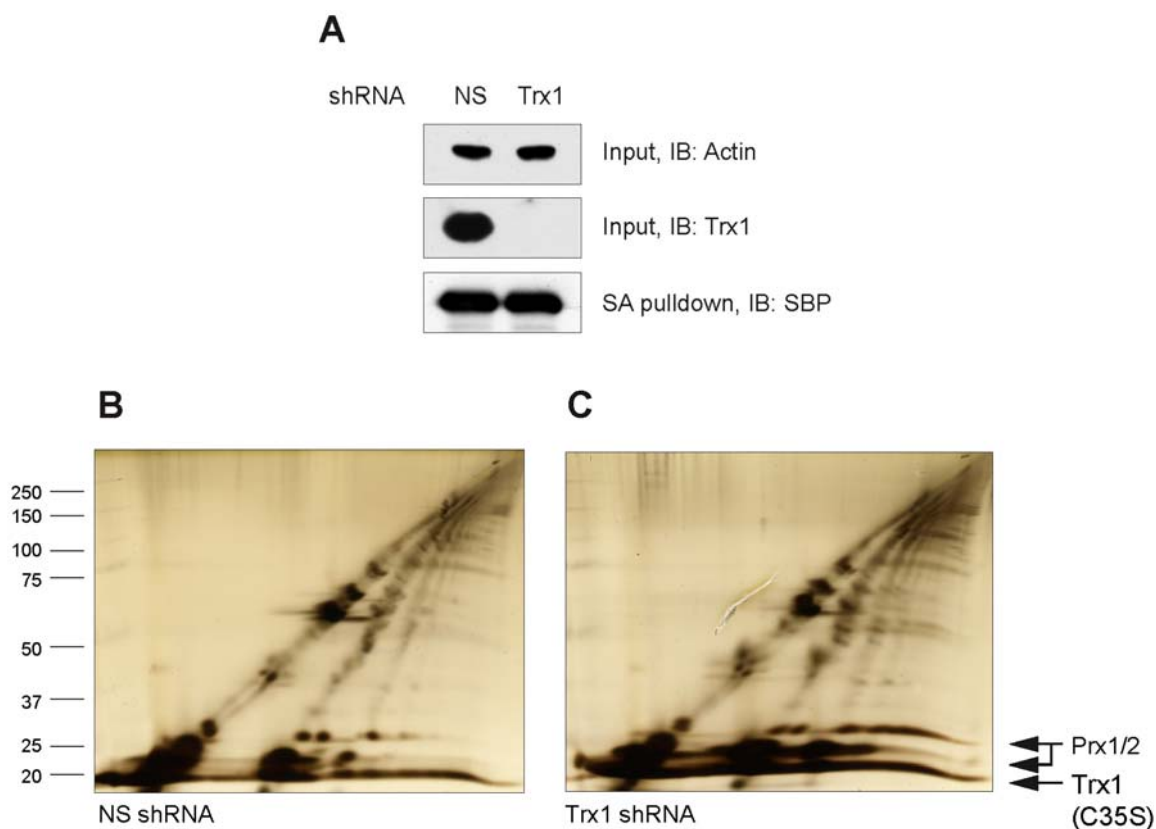 A
shRNA NS Trx1
Input, IB: Actin
Input, IB: Trx1
SA pulldown, IB: SBP
B
C
250
150
100
75
50
37
25
20
Prx1/2
Trx1
(C35S)
NS shRNA
Trx1 shRNA